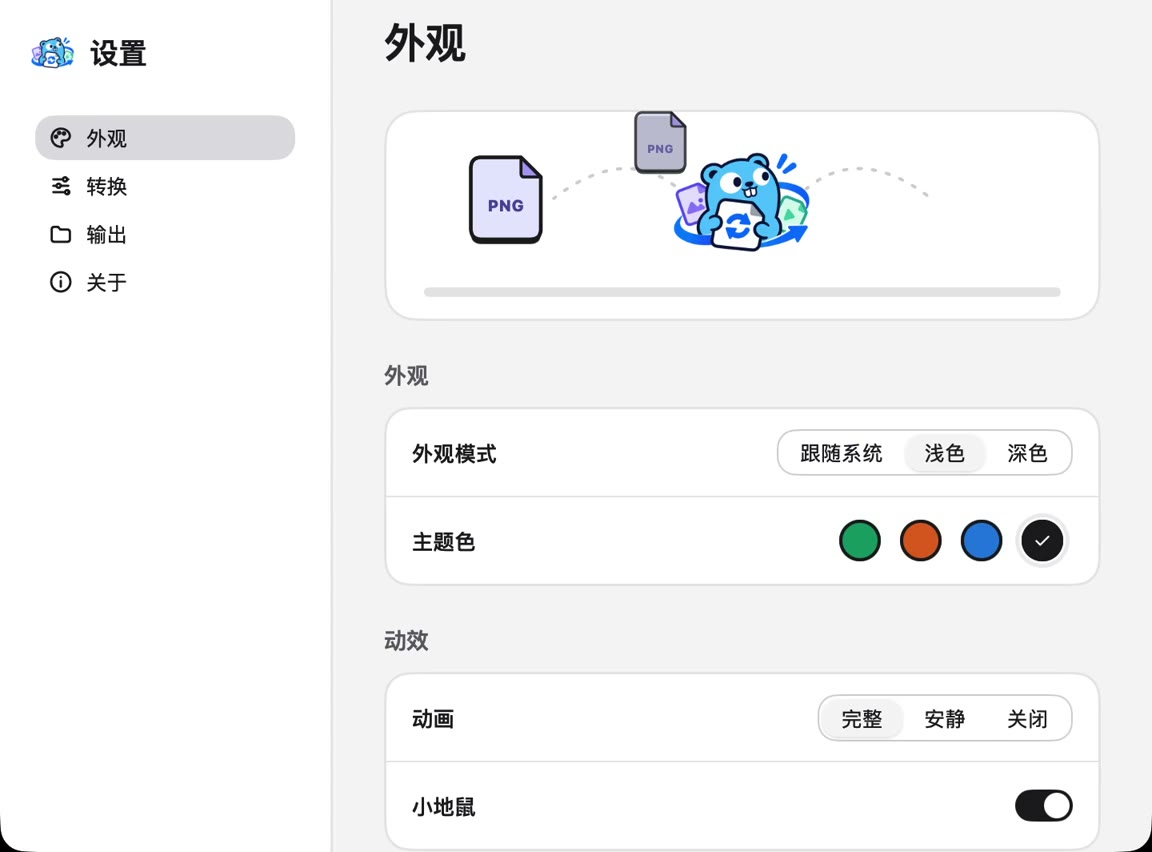 设置
外观
转换
输出
关于
外观
PNG
PNG
外观
外观模式 跟随系统 浅色 深色
主题色
动效
动画 完整 安静 关闭
小地鼠